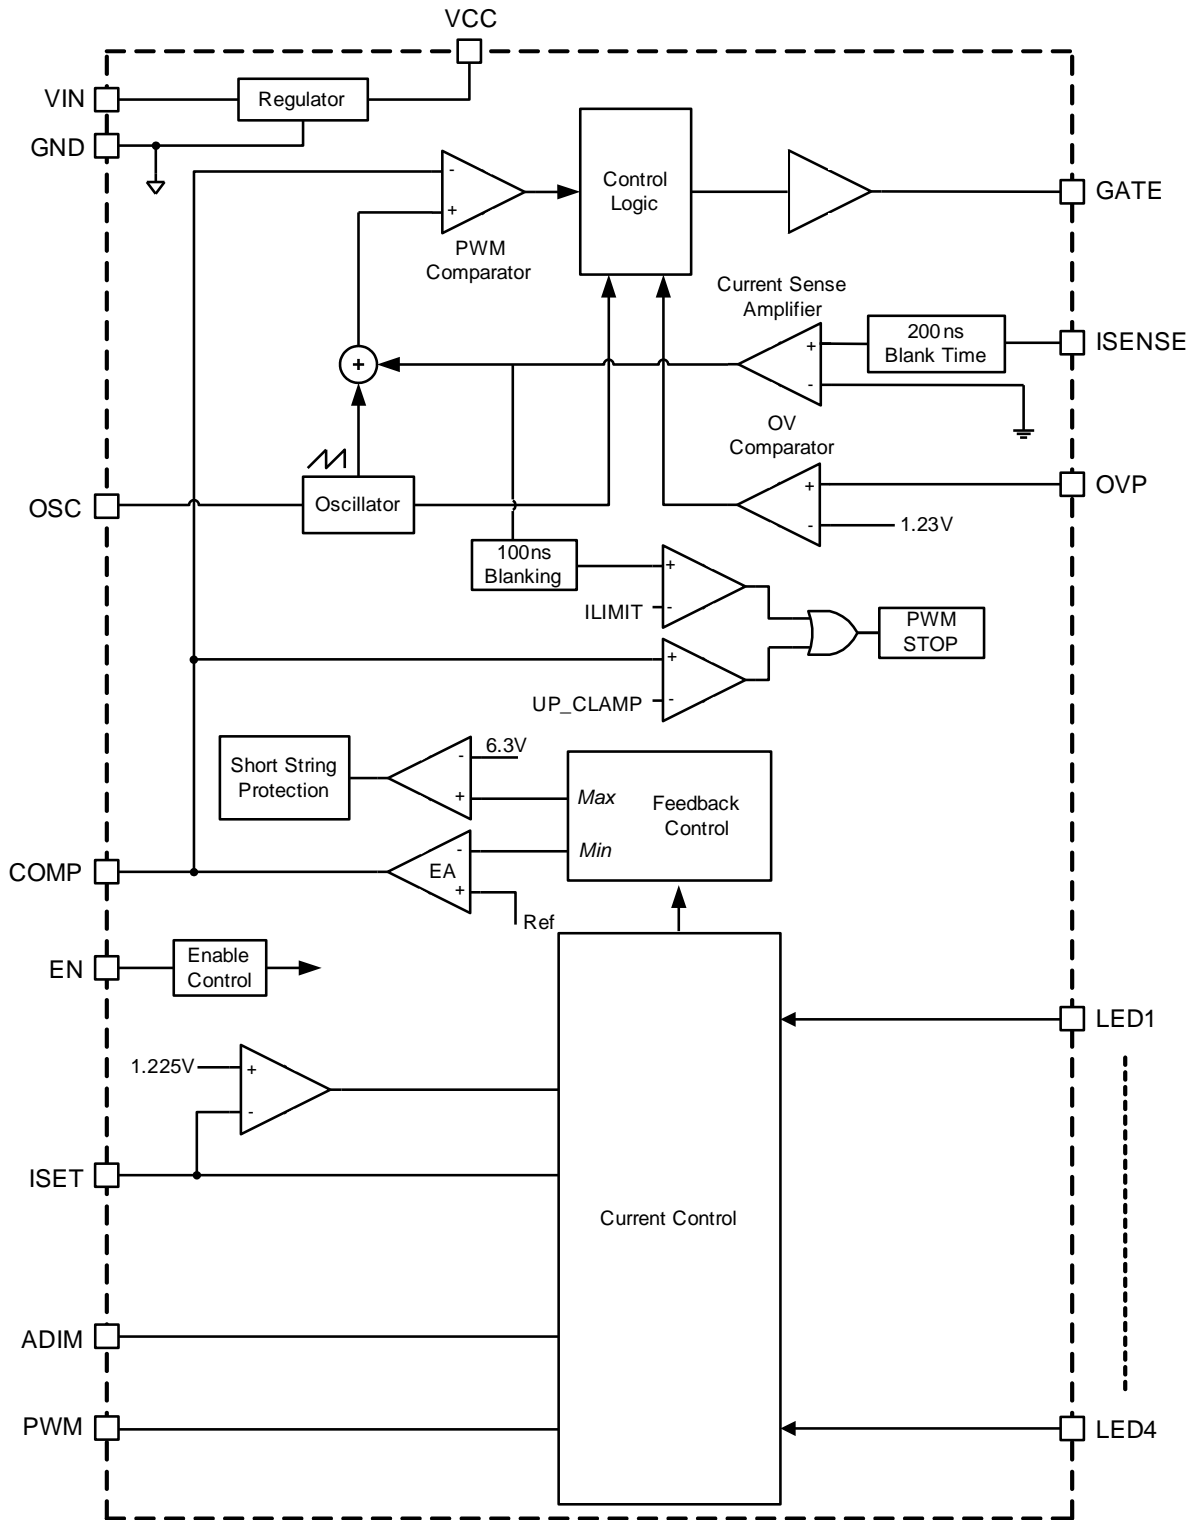 VCC
VIN
Regulator
GND
-
+
PWM
Comparator
Control
Logic
GATE
Current Sense
Amplifier
+
-
200ns
Blank Time
ISENSE
+
OV
Comparator
+
-
1.23V
OVP
OSC
Oscillator
100ns
Blanking
+
-
ILIMIT
PWM
STOP
+
-
UP_CLAMP
Short String
Protection
-
+
6.3V
Max
Min
Feedback
Control
COMP
EA
-
+
Ref
EN
Enable
Control
LED1
1.225V
+
-
ISET
Current Control
ADIM
PWM
LED4